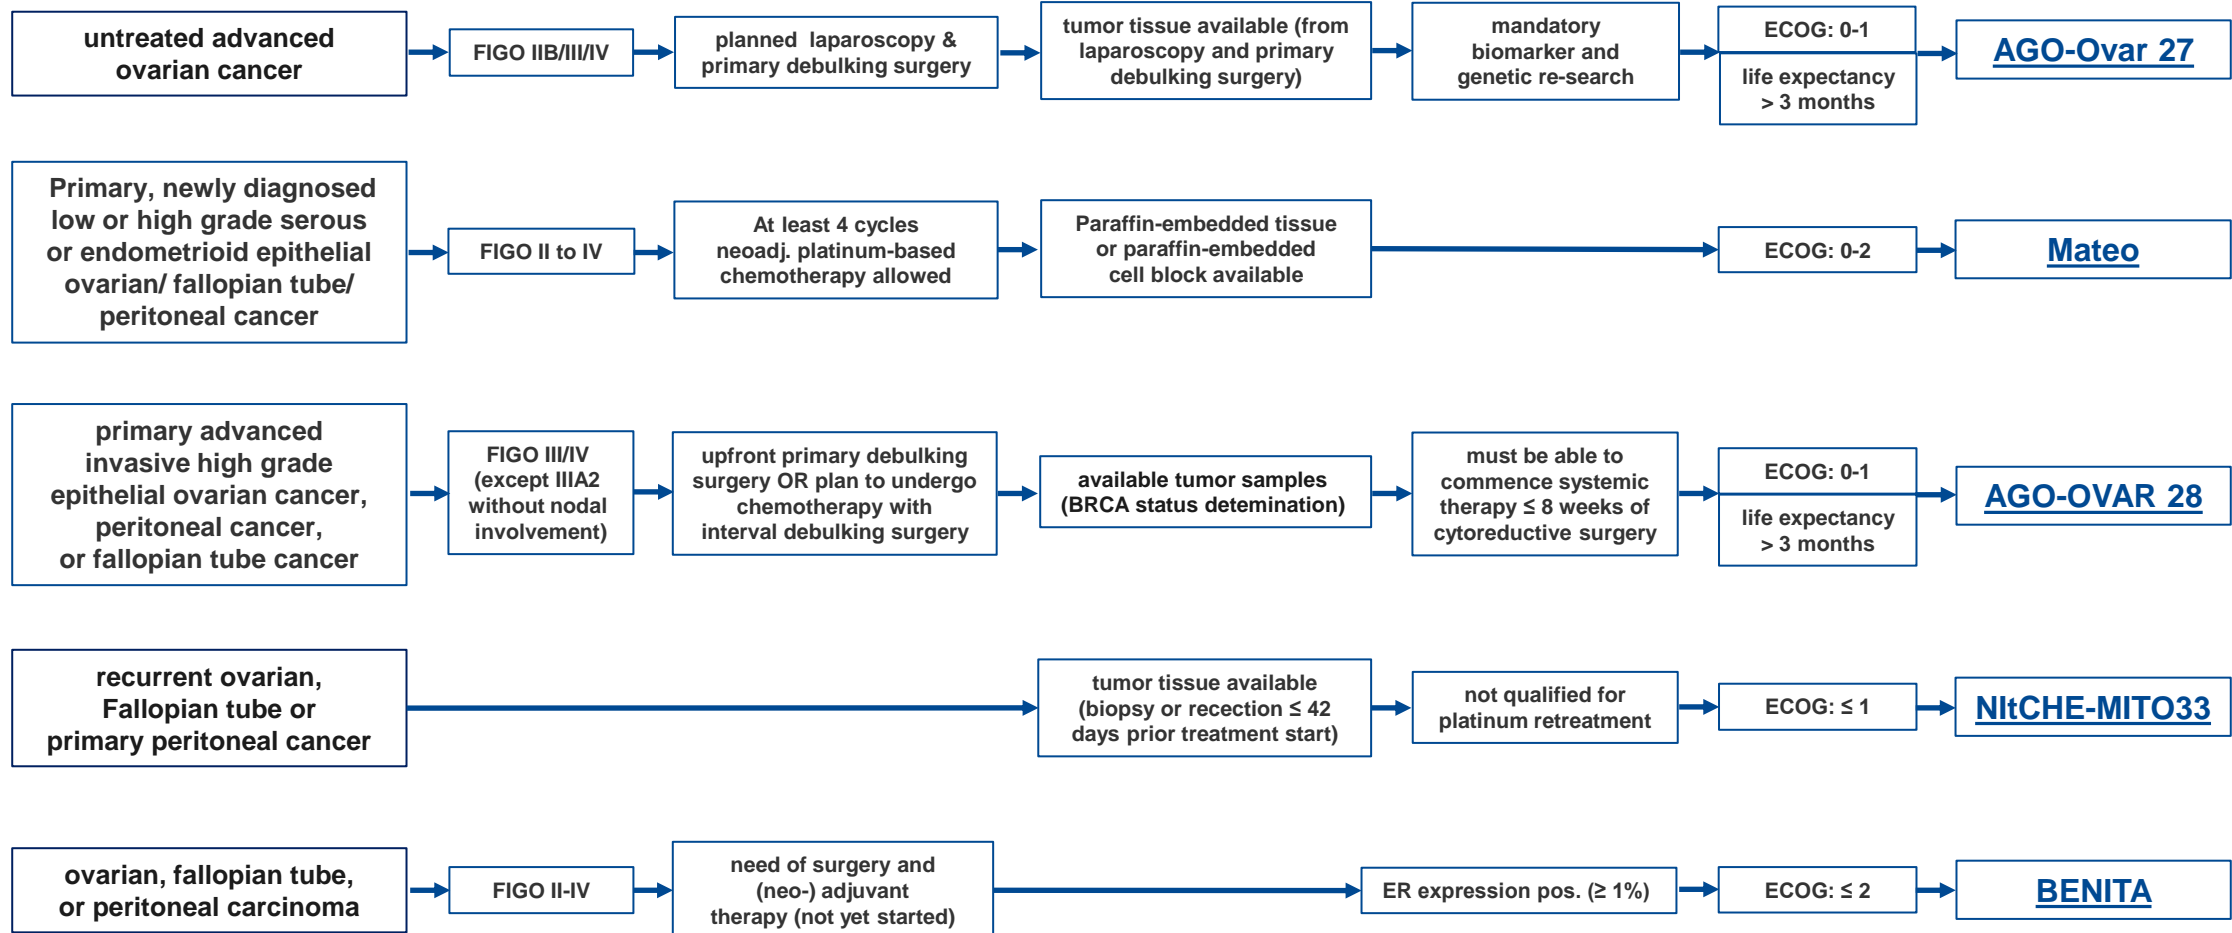 untreated advanced
ovarian cancer
FIGO IIB/III/IV
planned laparoscopy &
primary debulking surgery
tumor tissue available (from
laparoscopy and primary
debulking surgery)
mandatory
biomarker and
genetic re-search
ECOG: 0-1
life expectancy
> 3 months
AGO-Ovar 27
Primary, newly diagnosed
low or high grade serous
or endometrioid epithelial
ovarian/ fallopian tube/
peritoneal cancer
FIGO II to IV
At least 4 cycles
neoadj. platinum-based
chemotherapy allowed
Paraffin-embedded tissue
or paraffin-embedded
cell block available
ECOG: 0-2
Mateo
primary advanced
invasive high grade
epithelial ovarian cancer,
peritoneal cancer,
or fallopian tube cancer
FIGO III/IV
(except IIIA2
without nodal
involvement)
upfront primary debulking
surgery OR plan to undergo
chemotherapy with
interval debulking surgery
available tumor samples
(BRCA status detemination)
must be able to
commence systemic
therapy ≤ 8 weeks of
cytoreductive surgery
ECOG: 0-1
life expectancy
> 3 months
AGO-OVAR 28
recurrent ovarian,
Fallopian tube or
primary peritoneal cancer
tumor tissue available
(biopsy or recection ≤ 42
days prior treatment start)
not qualified for
platinum retreatment
ECOG: ≤ 1
NItCHE-MITO33
ovarian, fallopian tube,
or peritoneal carcinoma
FIGO II-IV
need of surgery and
(neo-) adjuvant
therapy (not yet started)
ER expression pos. (≥ 1%)
ECOG: ≤ 2
BENITA